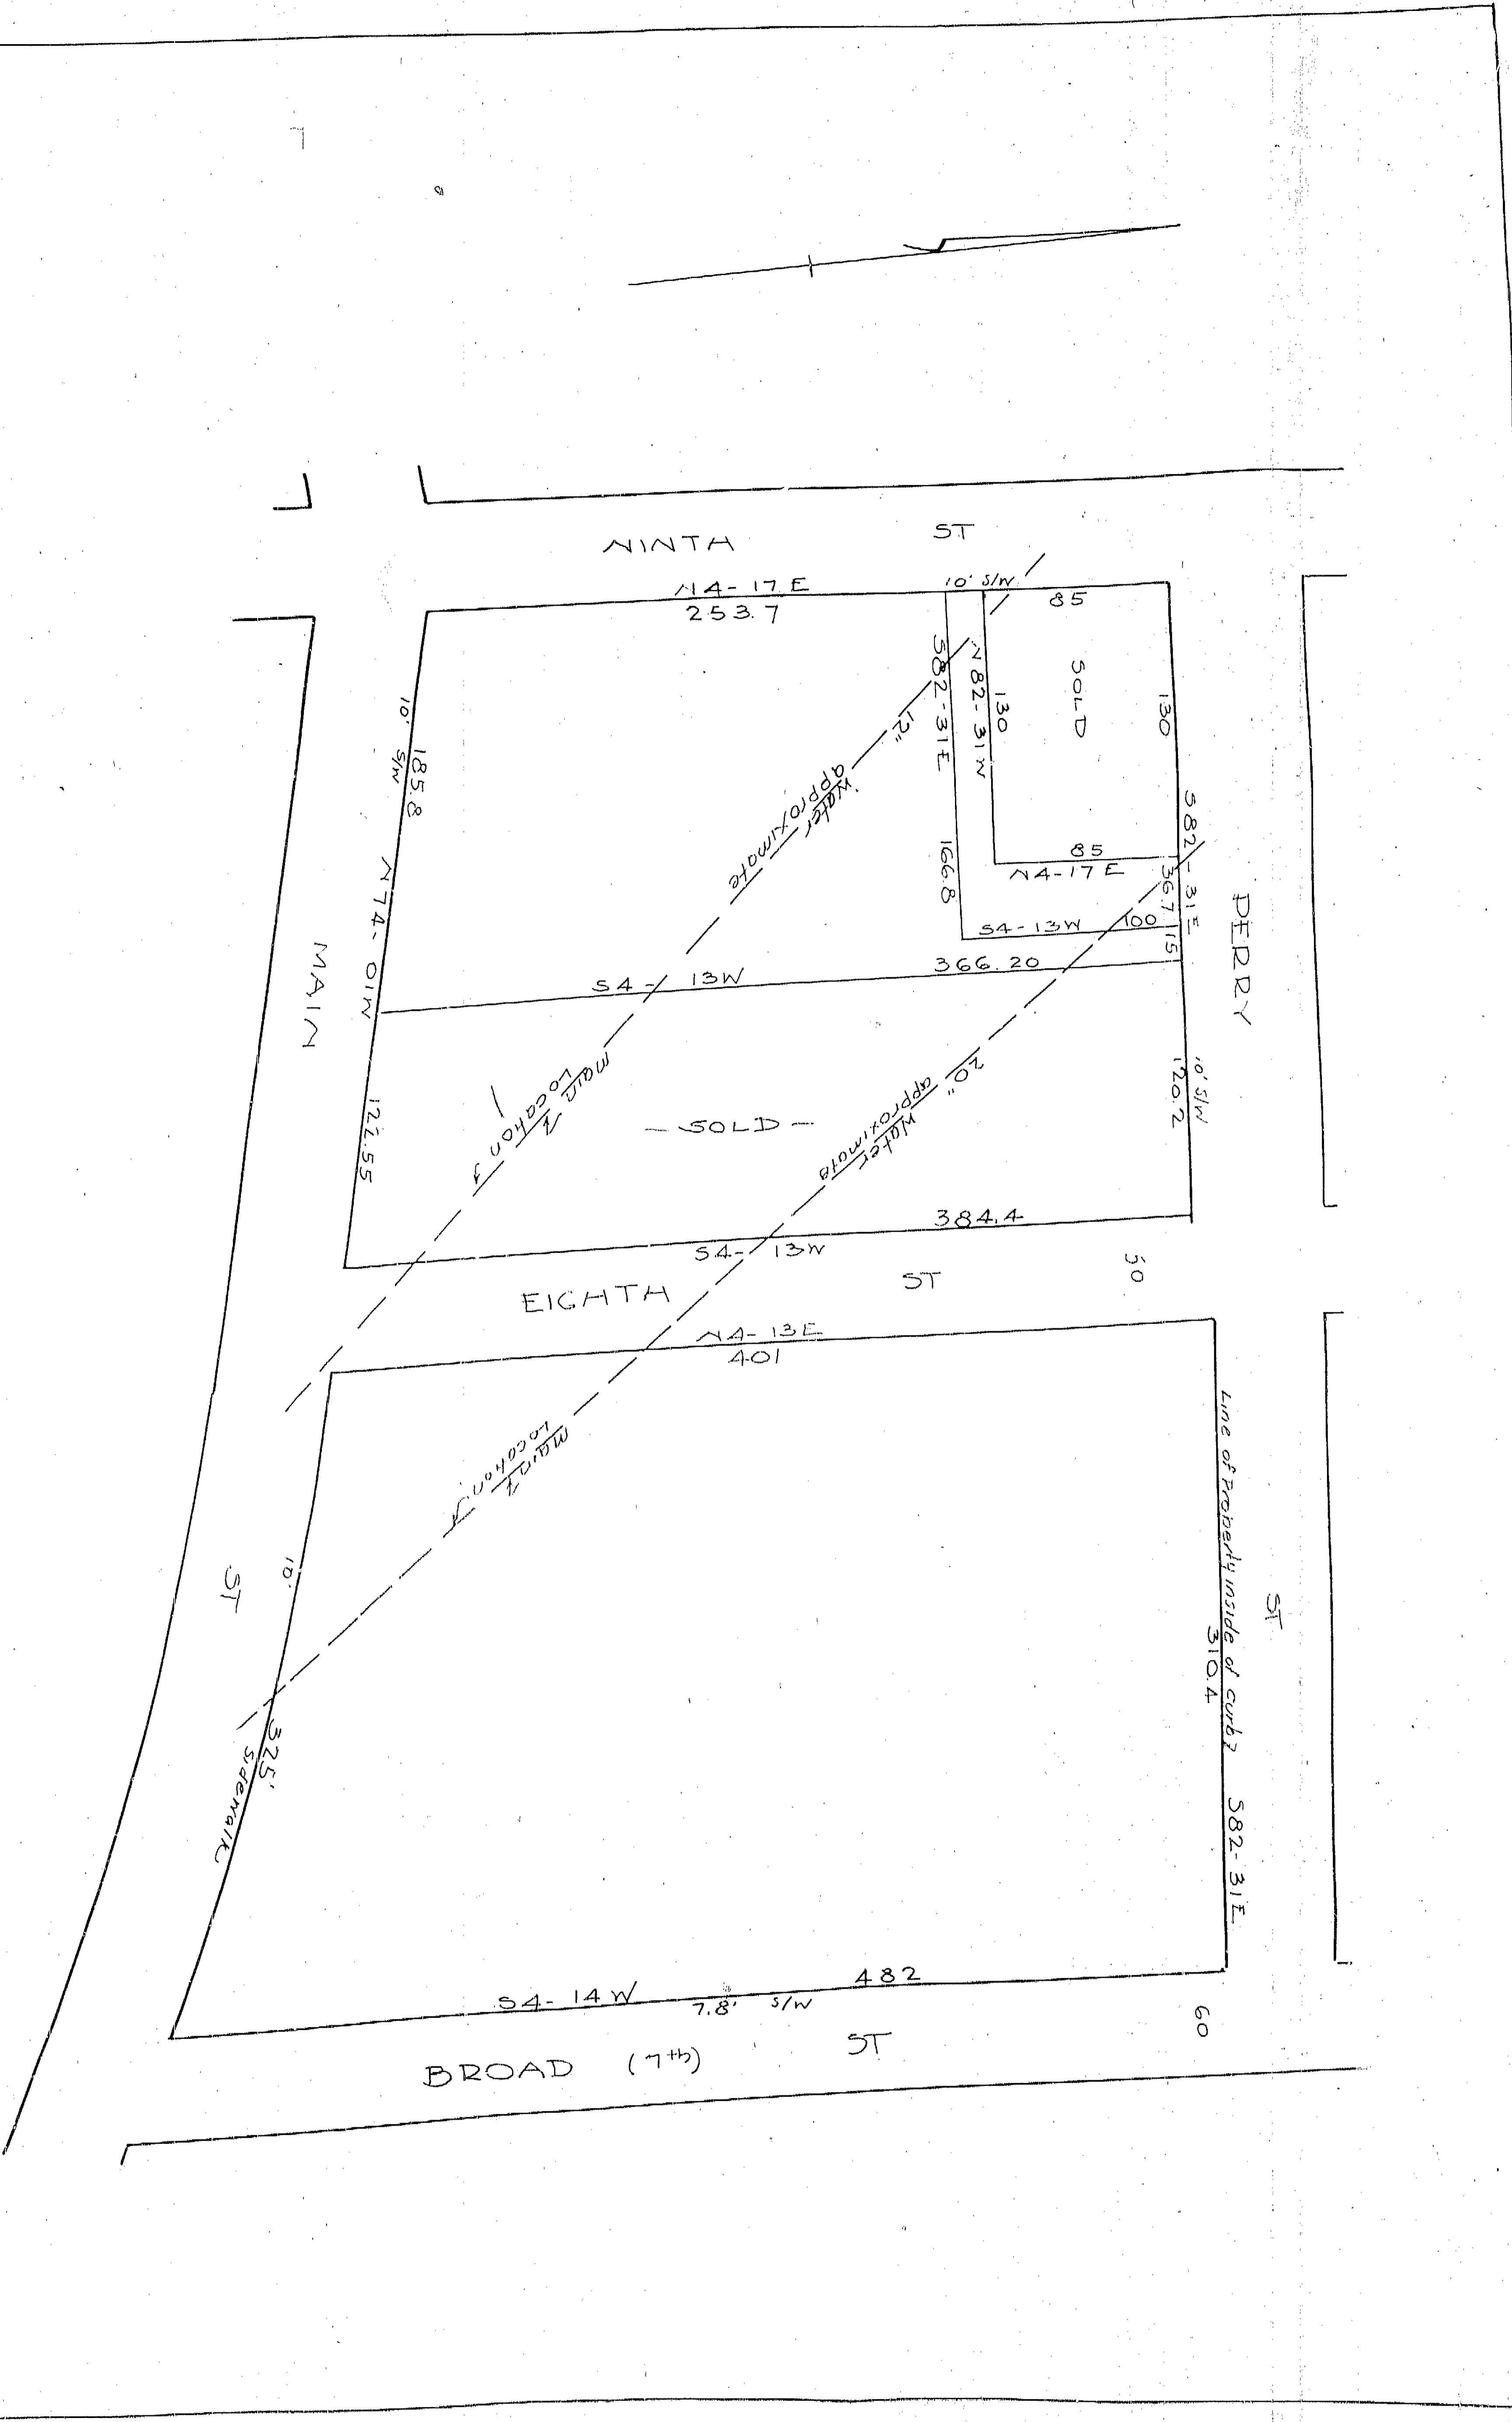 NINTH ST
N4-17E
253.7
10' S/W
85
SOLD
130
130
N82-31W
S82-31E
166.8
85
N4-17E
S82-31E
36.7
15
S4-13W
100
366.20
S4-13W
12"
water
approximate
main
Location
10'
S/W
185.8
N74-01W
122.55
MAIN
ST
PERRY
ST
10' S/W
120.2
- SOLD -
20"
water
approximate
384.4
S4-13W
50
EIGHTH ST
N4-13E
401
main
Location
Line of Property inside of curb?
310.4
S82-31E
10'
325'
Sidewalk
482
S4-14W
7.8' S/W
60
BROAD (7th) ST